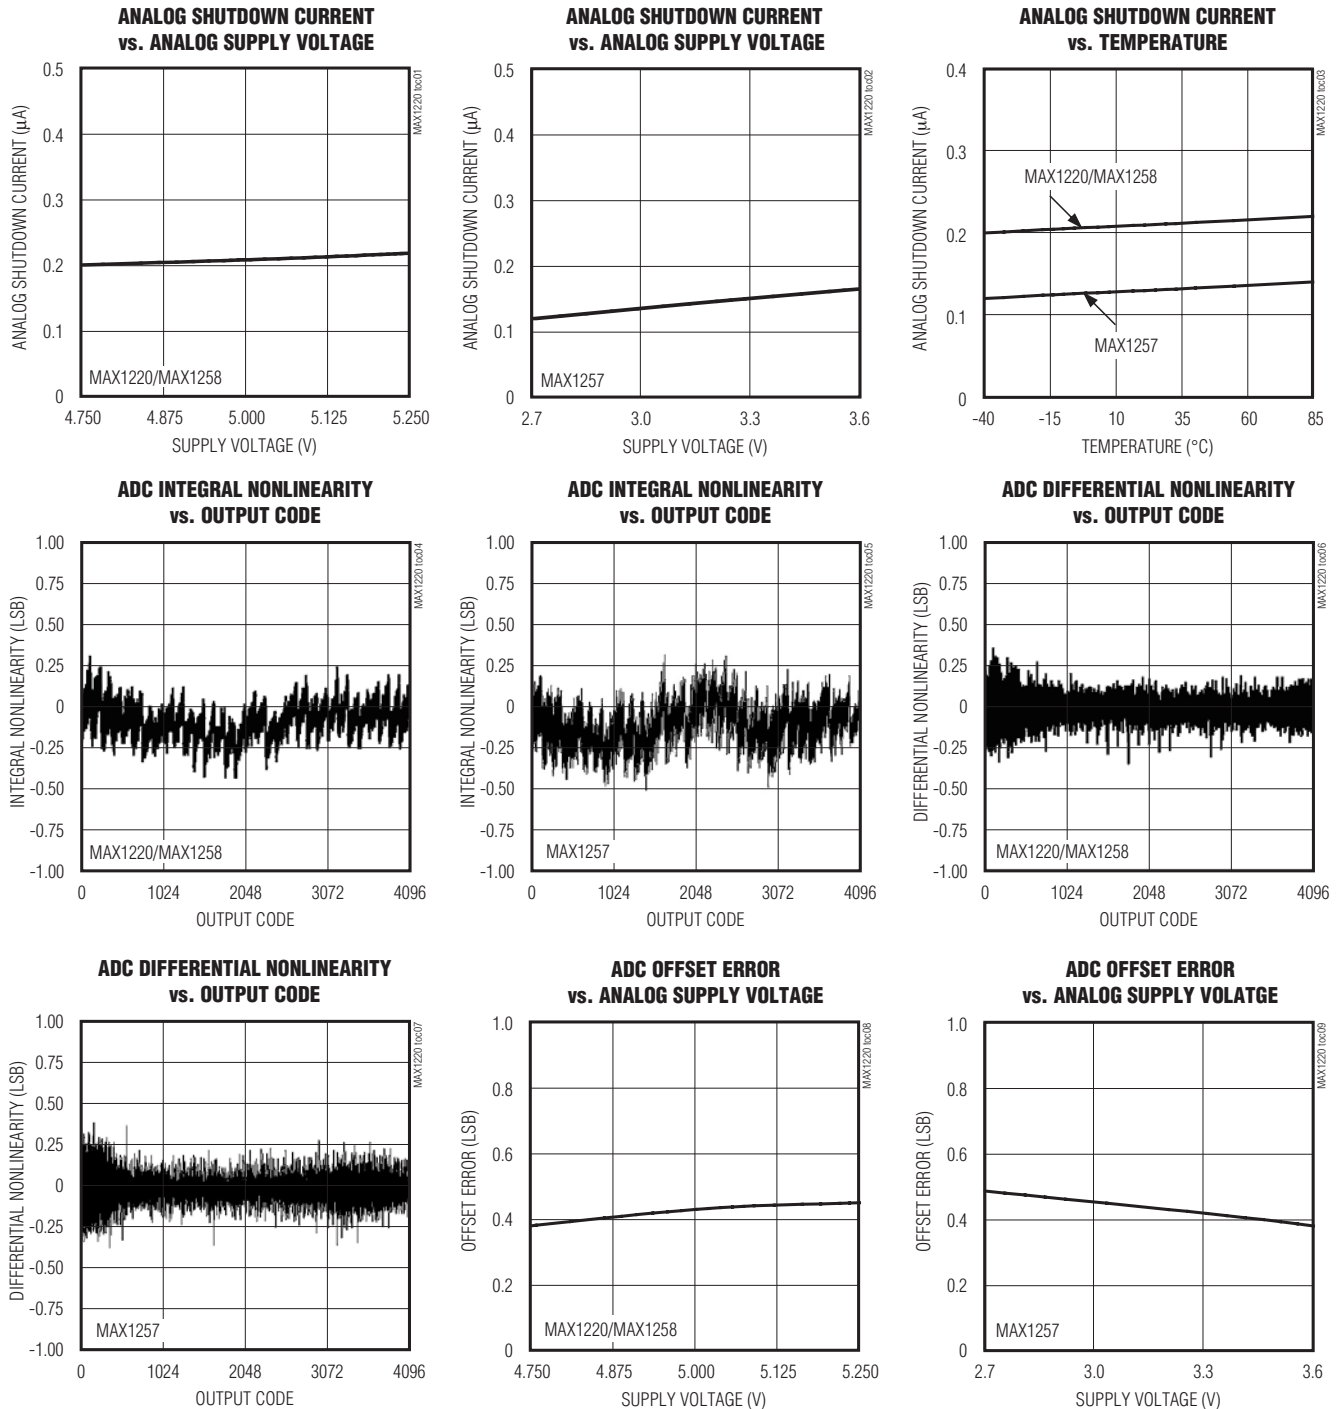 ANALOG SHUTDOWN CURRENT
vs. ANALOG SUPPLY VOLTAGE
MAX1220 toc01
ANALOG SHUTDOWN CURRENT (µA)
0.5
0.4
0.3
0.2
0.1
0
MAX1220/MAX1258
4.750 4.875 5.000 5.125 5.250
SUPPLY VOLTAGE (V)
ANALOG SHUTDOWN CURRENT
vs. ANALOG SUPPLY VOLTAGE
MAX1220 toc02
ANALOG SHUTDOWN CURRENT (µA)
0.5
0.4
0.3
0.2
0.1
0
MAX1257
2.7 3.0 3.3 3.6
SUPPLY VOLTAGE (V)
ANALOG SHUTDOWN CURRENT
vs. TEMPERATURE
MAX1220 toc03
ANALOG SHUTDOWN CURRENT (µA)
0.4
0.3
0.2
0.1
0
MAX1220/MAX1258
MAX1257
-40 -15 10 35 60 85
TEMPERATURE (°C)
ADC INTEGRAL NONLINEARITY
vs. OUTPUT CODE
MAX1220 toc04
INTEGRAL NONLINEARITY (LSB)
1.00
0.75
0.50
0.25
0
-0.25
-0.50
-0.75
-1.00
MAX1220/MAX1258
0 1024 2048 3072 4096
OUTPUT CODE
ADC INTEGRAL NONLINEARITY
vs. OUTPUT CODE
MAX1220 toc05
INTEGRAL NONLINEARITY (LSB)
1.00
0.75
0.50
0.25
0
-0.25
-0.50
-0.75
-1.00
MAX1257
0 1024 2048 3072 4096
OUTPUT CODE
ADC DIFFERENTIAL NONLINEARITY
vs. OUTPUT CODE
MAX1220 toc06
DIFFERENTIAL NONLINEARITY (LSB)
1.00
0.75
0.50
0.25
0
-0.25
-0.50
-0.75
-1.00
MAX1220/MAX1258
0 1024 2048 3072 4096
OUTPUT CODE
ADC DIFFERENTIAL NONLINEARITY
vs. OUTPUT CODE
MAX1220 toc07
DIFFERENTIAL NONLINEARITY (LSB)
1.00
0.75
0.50
0.25
0
-0.25
-0.50
-0.75
-1.00
MAX1257
0 1024 2048 3072 4096
OUTPUT CODE
ADC OFFSET ERROR
vs. ANALOG SUPPLY VOLTAGE
MAX1220 toc08
OFFSET ERROR (LSB)
1.0
0.8
0.6
0.4
0.2
0
MAX1220/MAX1258
4.750 4.875 5.000 5.125 5.250
SUPPLY VOLTAGE (V)
ADC OFFSET ERROR
vs. ANALOG SUPPLY VOLATGE
MAX1220 toc09
OFFSET ERROR (LSB)
1.0
0.8
0.6
0.4
0.2
0
MAX1257
2.7 3.0 3.3 3.6
SUPPLY VOLTAGE (V)